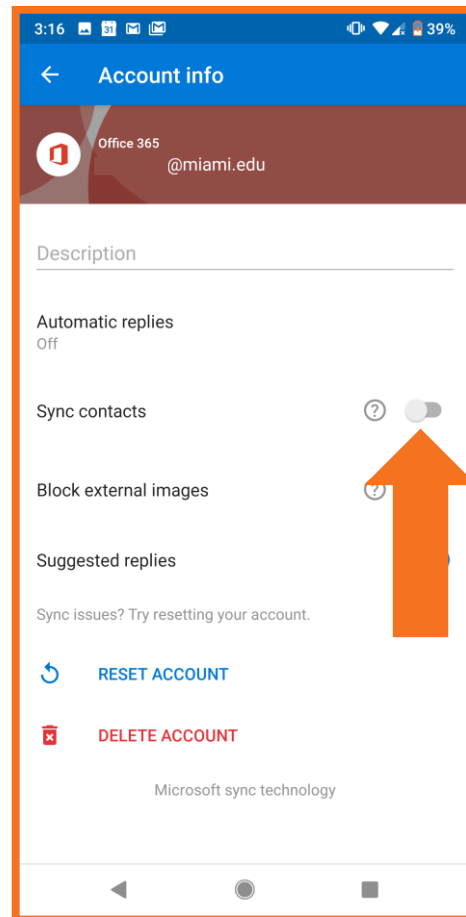 3:16 31 39%
Account info
Office 365
@miami.edu
Description
Automatic replies
Off
Sync contacts ?
Block external images ?
Suggested replies
Sync issues? Try resetting your account.
RESET ACCOUNT
DELETE ACCOUNT
Microsoft sync technology